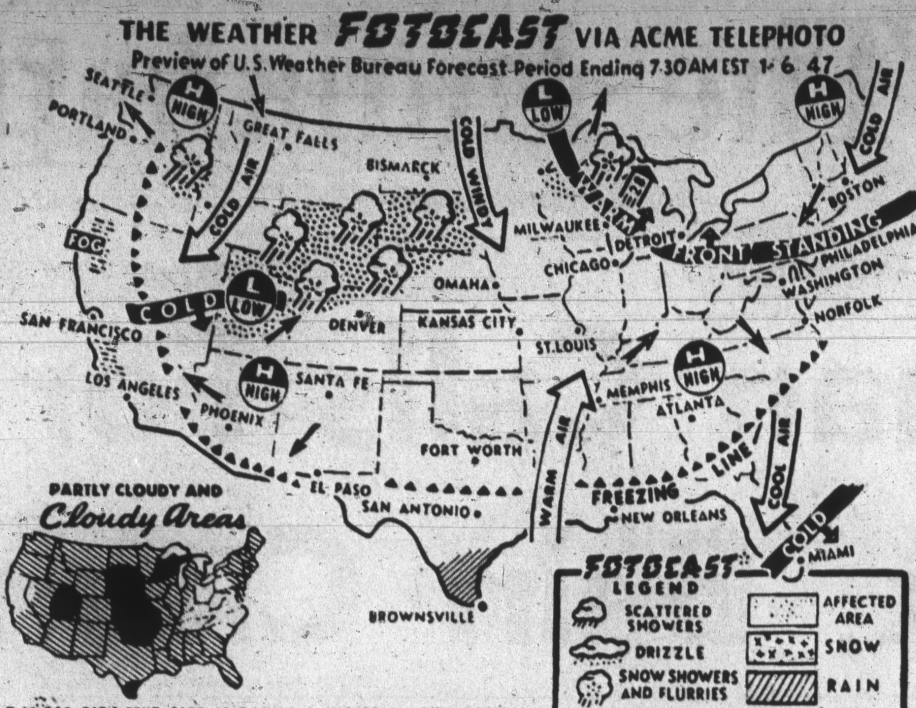 THE WEATHER FOTOCAST VIA ACME TELEPHOTO
Preview of U.S. Weather Bureau Forecast Period Ending 7:30AM EST 1-6 47
SEATTLE
H
HIGH
L
LOW
H
HIGH
COLD AIR
PORTLAND
GREAT FALLS
COLD WIND
BISMARCK
COLD AIR
WARM
BOSTON
MILWAUKEE
DETROIT
FRONT STANDING
PHILADELPHIA
FOG
CHICAGO
WASHINGTON
OMAHA
COLD
L
LOW
NORFOLK
SAN FRANCISCO
DENVER
KANSAS CITY
ST. LOUIS
LOS ANGELES
H
HIGH
SANTA FE
H
HIGH
MEMPHIS
PHOENIX
ATLANTA
WARM AIR
FORT WORTH
COOL AIR
EL PASO
FREEZING LINE
SAN ANTONIO
NEW ORLEANS
COLD
MIAMI
BROWNSVILLE
PARTLY CLOUDY AND
Cloudy Areas
FOTOCAST
LEGEND
SCATTERED
SHOWERS
AFFECTED
AREA
DRIZZLE
SNOW
SNOW SHOWERS
AND FLURRIES
RAIN